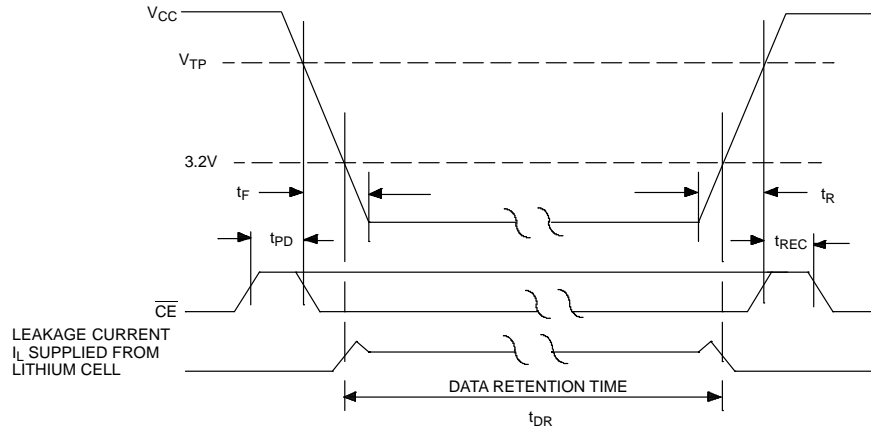 VCC
VTP
3.2V
tF
tR
tPD
tREC
CE
LEAKAGE CURRENT
IL SUPPLIED FROM
LITHIUM CELL
DATA RETENTION TIME
tDR